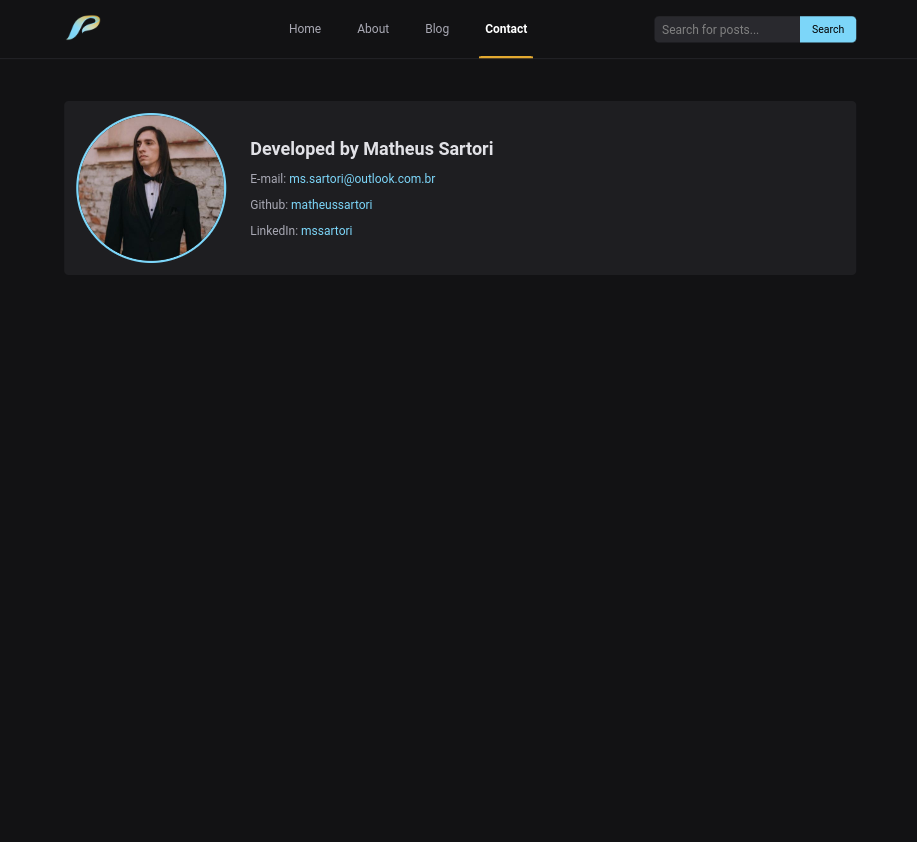 Home About Blog Contact Search for posts... Search
Developed by Matheus Sartori
E-mail: ms.sartori@outlook.com.br
Github: matheussartori
LinkedIn: mssartori